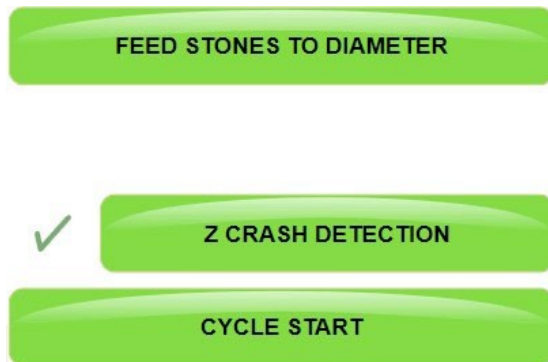 FEED STONES TO DIAMETER
Z CRASH DETECTION
CYCLE START